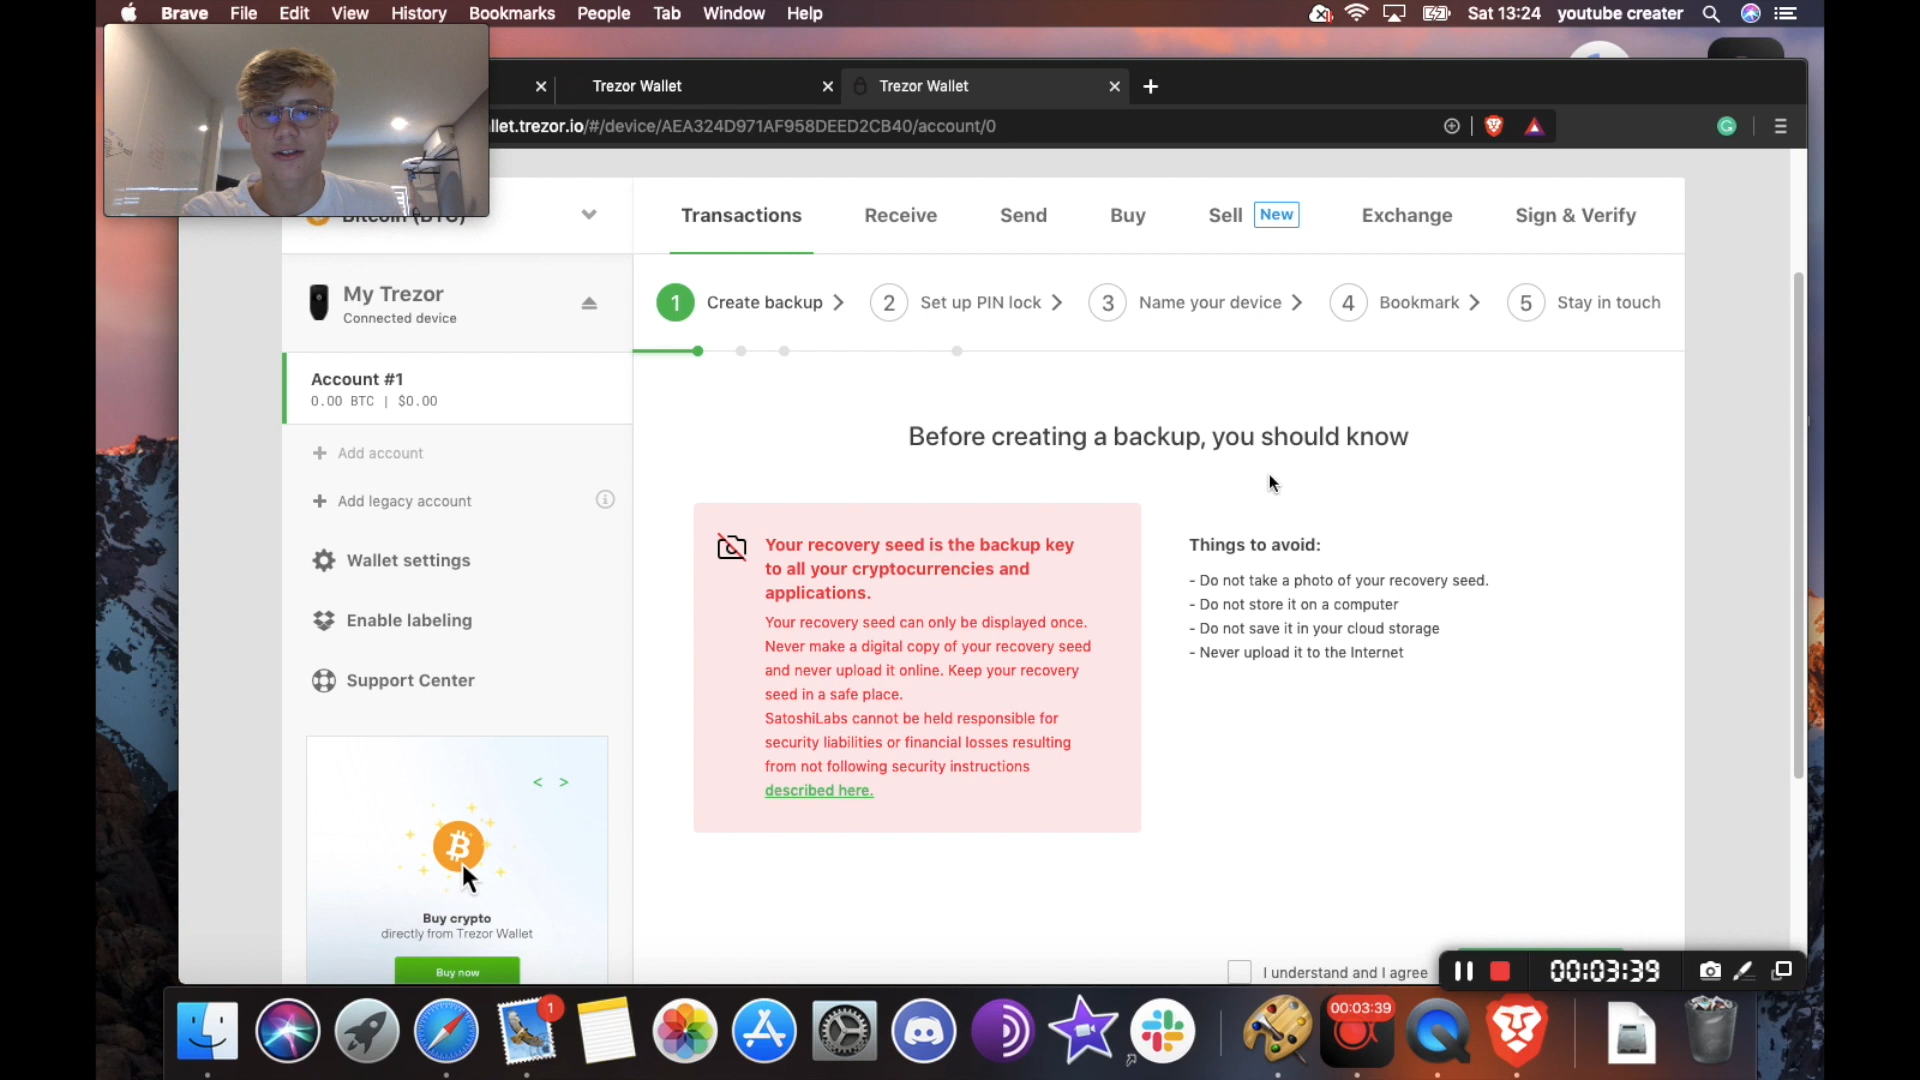 Brave File Edit View History Bookmarks People Tab Window Help
Sat 13:24 youtube creater
Trezor Wallet
Trezor Wallet
llet.trezor.io/#/device/AEA324D971AF958DEED2CB40/account/0
Bitcoin (BTC)
Transactions Receive Send Buy Sell New Exchange Sign & Verify
My Trezor
Connected device
1 Create backup 2 Set up PIN lock 3 Name your device 4 Bookmark 5 Stay in touch
Account #1
0.00 BTC | $0.00
+ Add account
+ Add legacy account
Wallet settings
Enable labeling
Support Center
Before creating a backup, you should know
Your recovery seed is the backup key
to all your cryptocurrencies and
applications.
Your recovery seed can only be displayed once.
Never make a digital copy of your recovery seed
and never upload it online. Keep your recovery
seed in a safe place.
SatoshiLabs cannot be held responsible for
security liabilities or financial losses resulting
from not following security instructions
described here.
Things to avoid:
- Do not take a photo of your recovery seed.
- Do not store it on a computer
- Do not save it in your cloud storage
- Never upload it to the Internet
< >
Buy crypto
directly from Trezor Wallet
Buy now
I understand and I agree
00:03:39
1
00:03:39